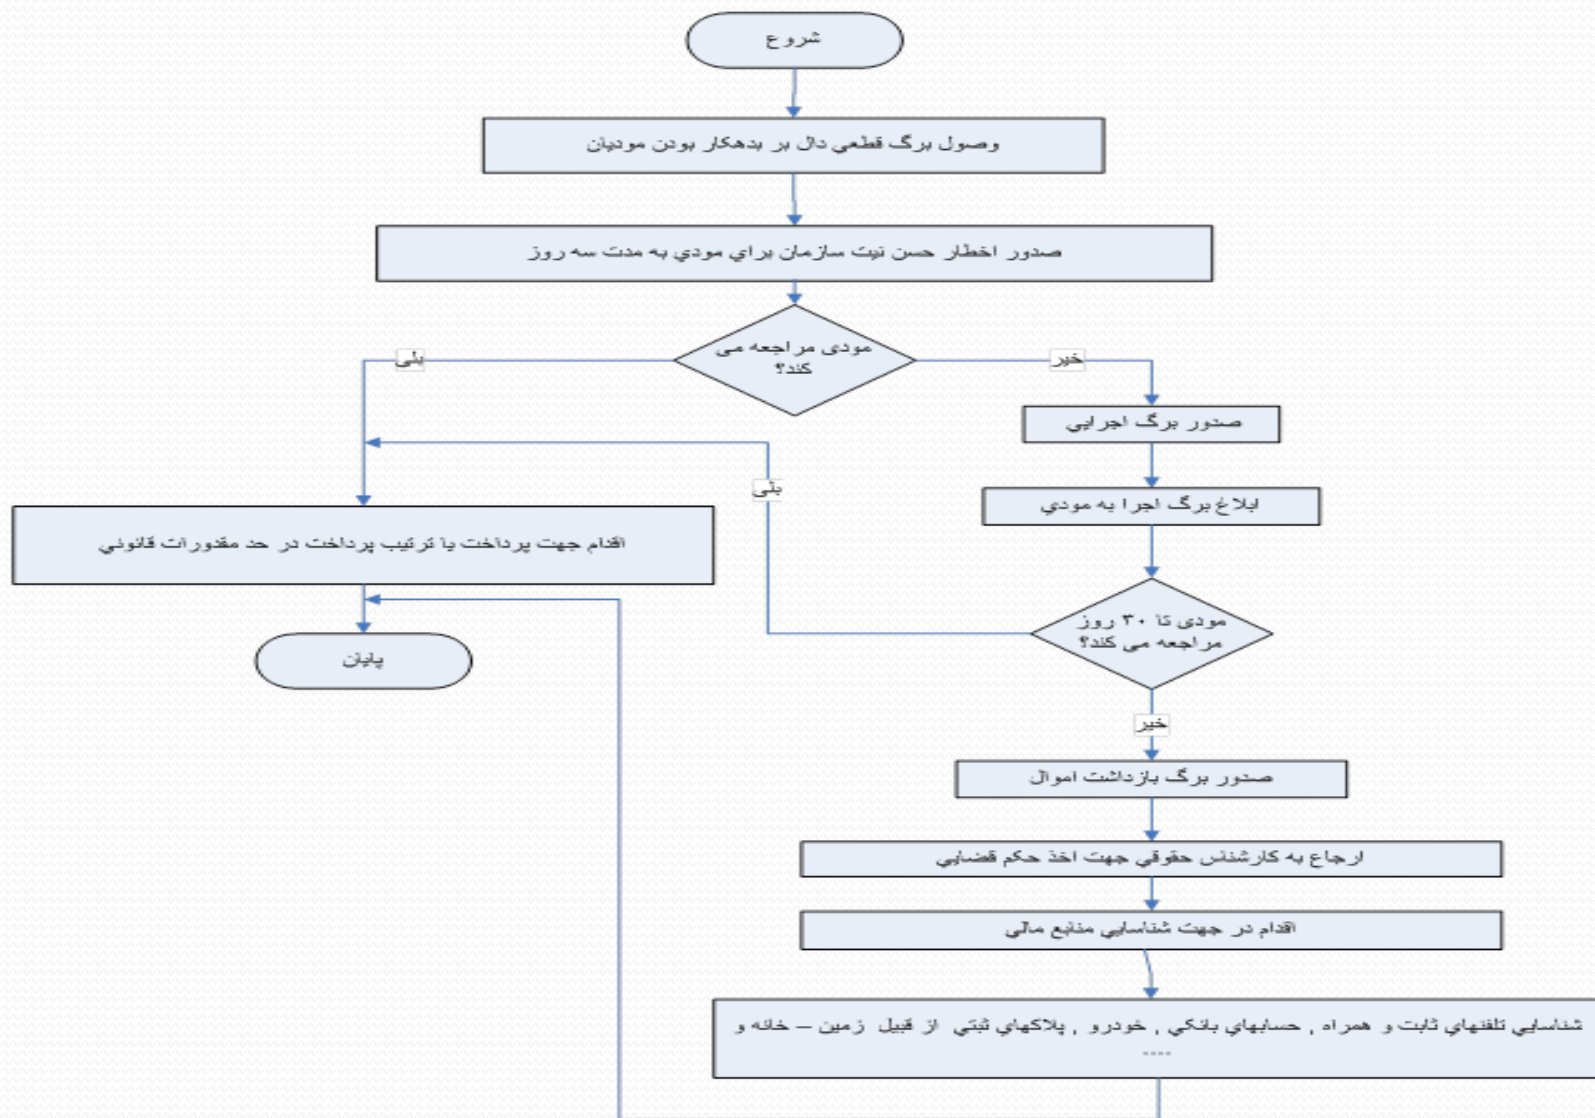 شروع
وصول برگ قطعي دال بر بدهكار بودن موديان
صدور اخطار حسن نيت سازمان براي مودي به مدت سه روز
مودی مراجعه می
کند؟
بلی
خیر
صدور برگ اجرايي
ابلاغ برگ اجرا به مودي
بلی
اقدام جهت پرداخت يا ترتيب پرداخت در حد مقدورات قانوني
مودی تا ۳۰ روز
مراجعه می کند؟
پایان
خیر
صدور برگ بازداشت اموال
ارجاع به كارشناس حقوقي جهت اخذ حكم قضايي
اقدام در جهت شناسايي منابع مالي
شناسايي تلفنهاي ثابت و همراه , حسابهاي بانكي , خودرو , پلاكهاي ثبتي از قبيل زمين – خانه و
....